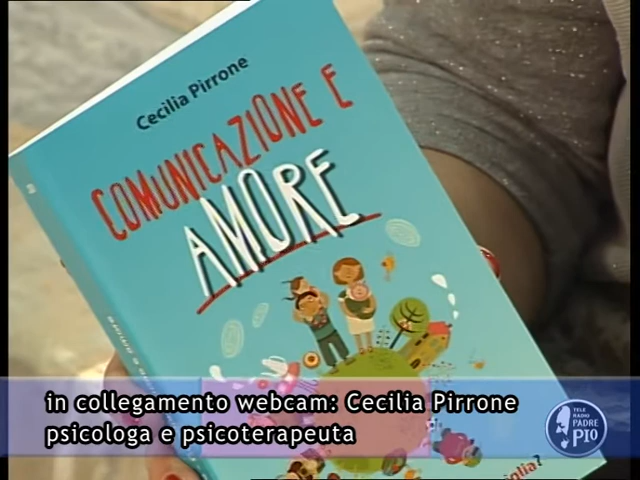 Cecilia Pirrone
COMUNICAZIONE E
AMORE
in collegamento webcam: Cecilia Pirrone
psicologa e psicoterapeuta
TELE
RADIO
PADRE
PIO